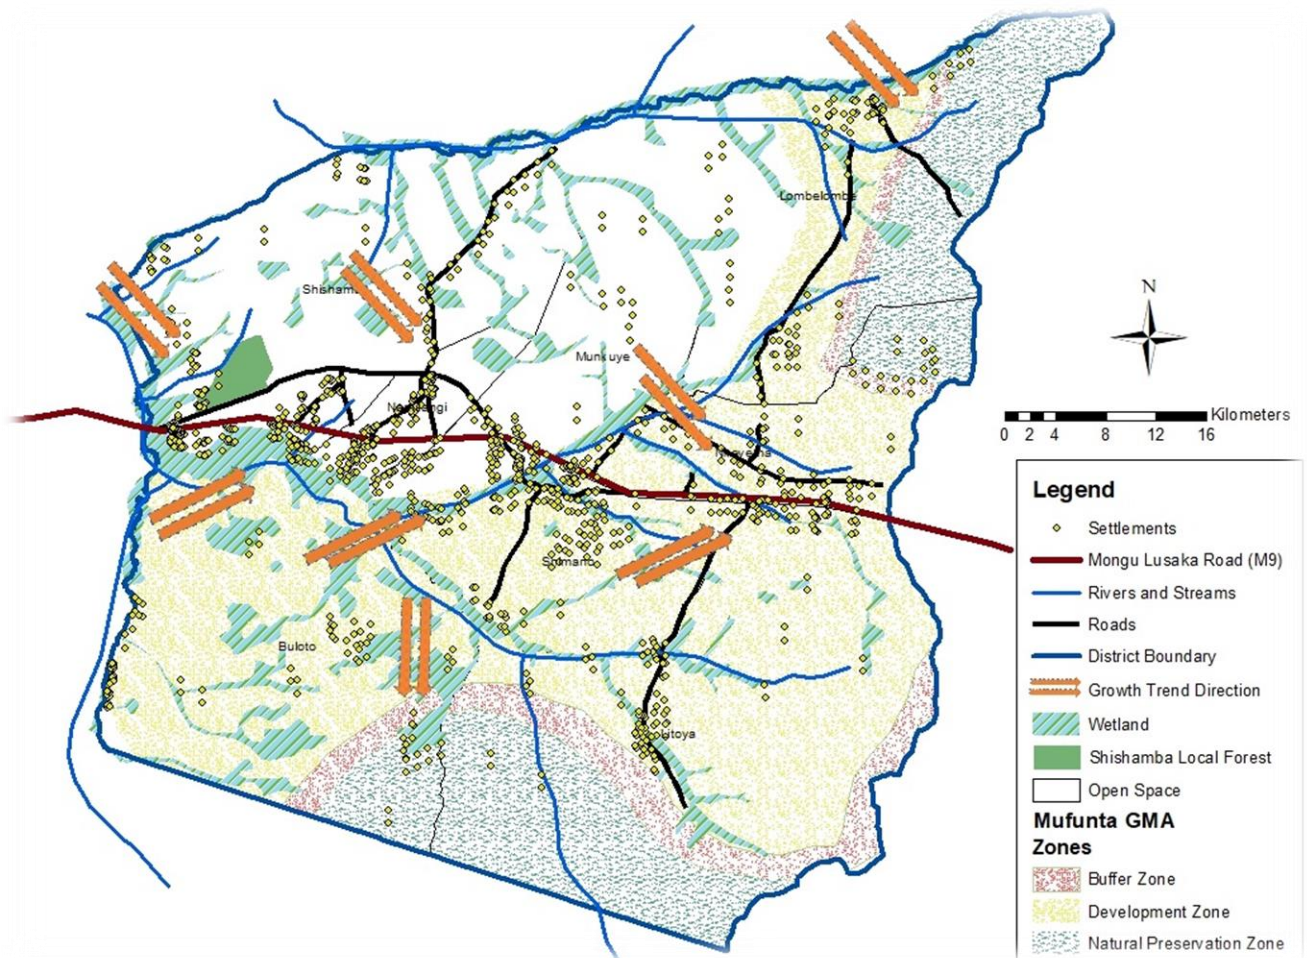 Lombelombe
Shishamb
Munkuye
N
Kilometers
0 2 4 8 12 16
Shimano
Buloto
Litoya
Legend
Settlements
Mongu Lusaka Road (M9)
Rivers and Streams
Roads
District Boundary
Growth Trend Direction
Wetland
Shishamba Local Forest
Open Space
Mufunta GMA
Zones
Buffer Zone
Development Zone
Natural Preservation Zone